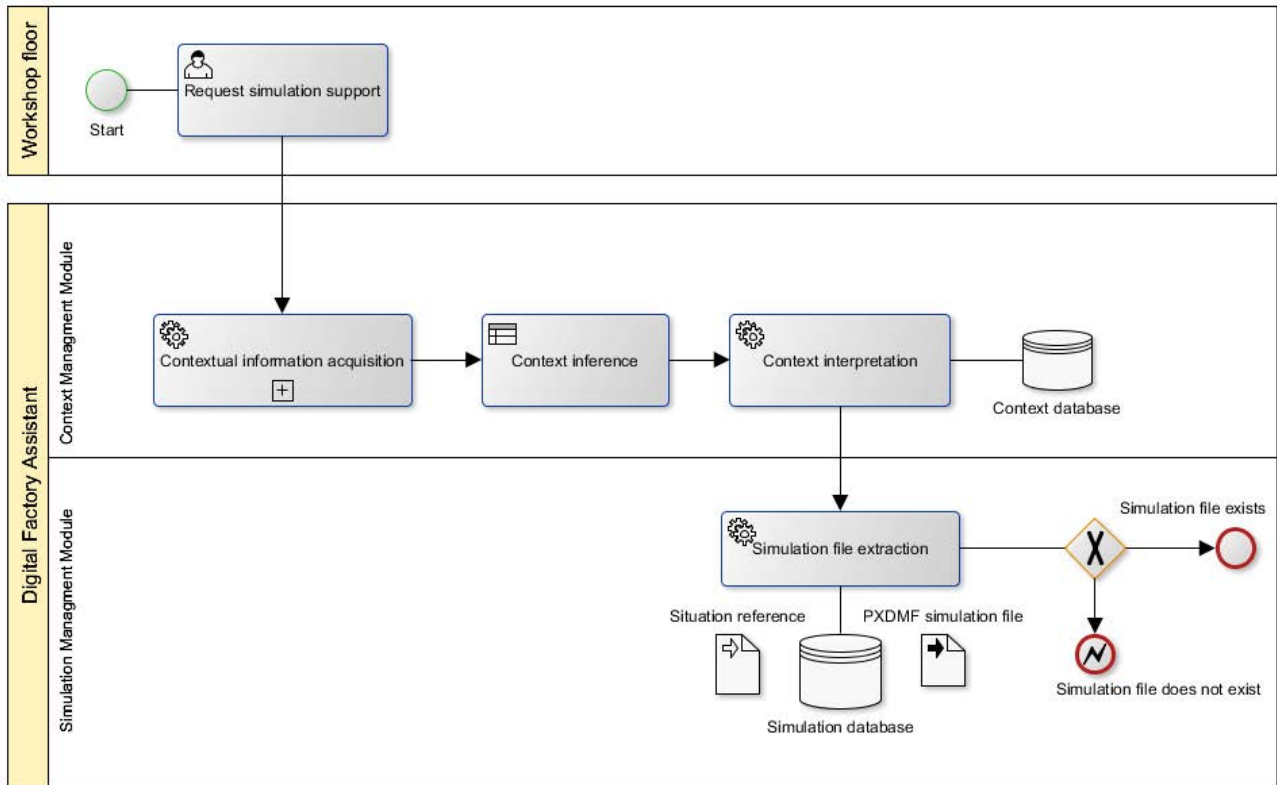 Workshop floor
Request simulation support
Start
Digital Factory Assistant
Context Managment Module
Contextual information acquisition
Context inference
Context interpretation
Context database
Simulation Managment Module
Simulation file extraction
Simulation file exists
Situation reference
PXDMF simulation file
Simulation file does not exist
Simulation database